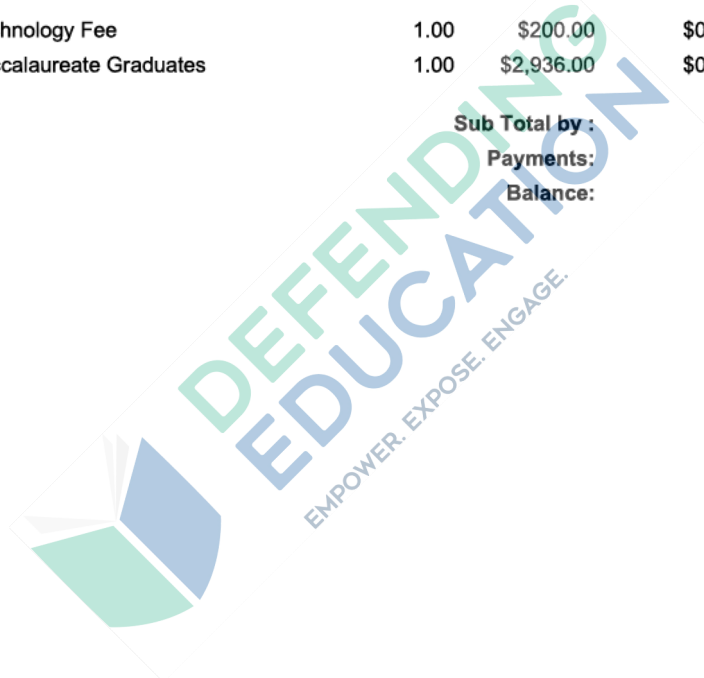 hnology Fee 1.00 $200.00 $0
calaureate Graduates 1.00 $2,936.00 $0
Sub Total by :
Payments:
Balance:
DEFENDING
EDUCATION
EMPOWER. EXPOSE. ENGAGE.